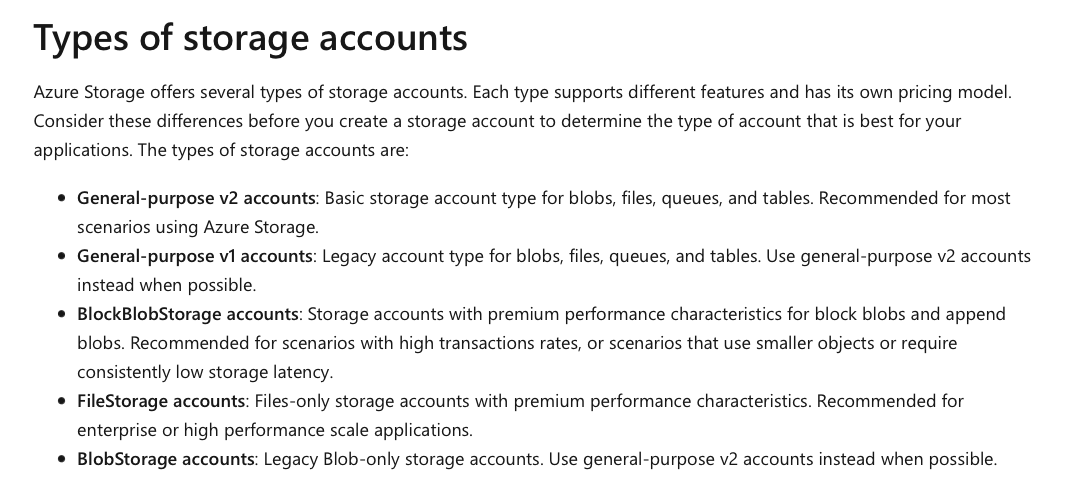 Types of storage accounts
Azure Storage offers several types of storage accounts. Each type supports different features and has its own pricing model.
Consider these differences before you create a storage account to determine the type of account that is best for your
applications. The types of storage accounts are:
• General-purpose v2 accounts: Basic storage account type for blobs, files, queues, and tables. Recommended for most
scenarios using Azure Storage.
• General-purpose v1 accounts: Legacy account type for blobs, files, queues, and tables. Use general-purpose v2 accounts
instead when possible.
• BlockBlobStorage accounts: Storage accounts with premium performance characteristics for block blobs and append
blobs. Recommended for scenarios with high transactions rates, or scenarios that use smaller objects or require
consistently low storage latency.
• FileStorage accounts: Files-only storage accounts with premium performance characteristics. Recommended for
enterprise or high performance scale applications.
• BlobStorage accounts: Legacy Blob-only storage accounts. Use general-purpose v2 accounts instead when possible.